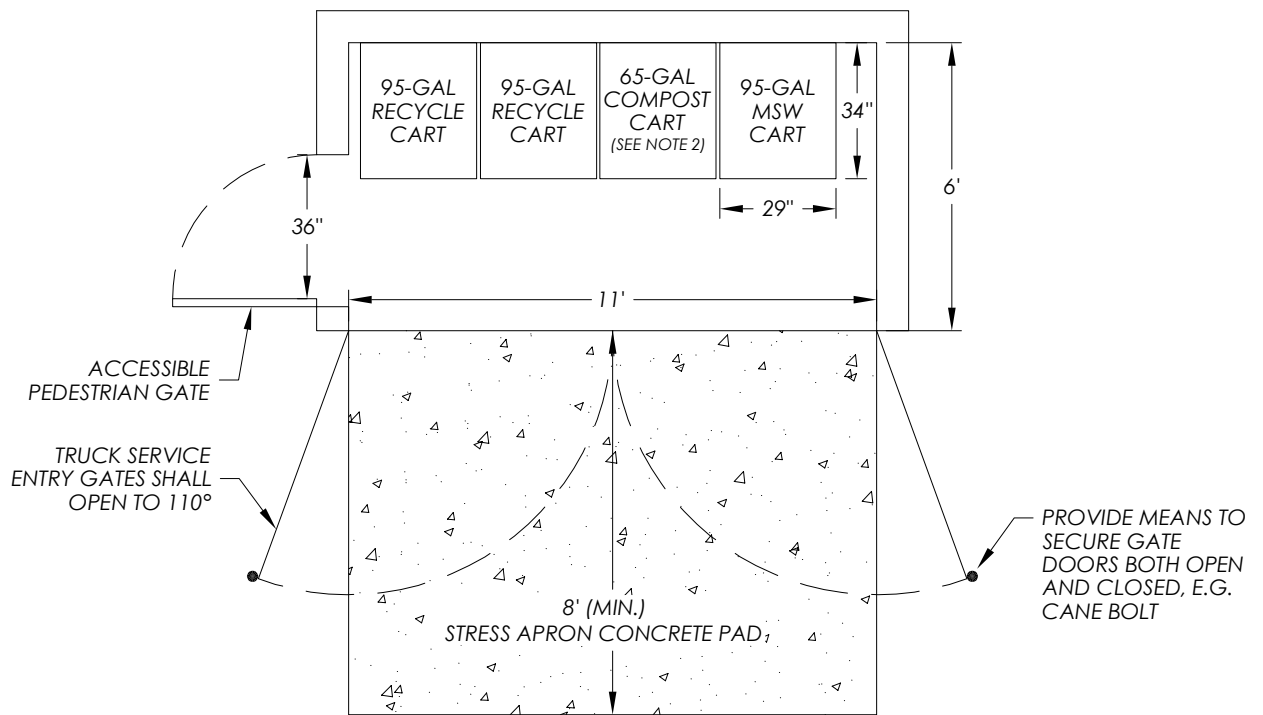 95-GAL
RECYCLE
CART
95-GAL
RECYCLE
CART
65-GAL
COMPOST
CART
(SEE NOTE 2)
95-GAL
MSW
CART
34"
6'
29"
36"
11'
ACCESSIBLE
PEDESTRIAN GATE
TRUCK SERVICE
ENTRY GATES SHALL
OPEN TO 110°
PROVIDE MEANS TO
SECURE GATE
DOORS BOTH OPEN
AND CLOSED, E.G.
CANE BOLT
8' (MIN.)
STRESS APRON CONCRETE PAD